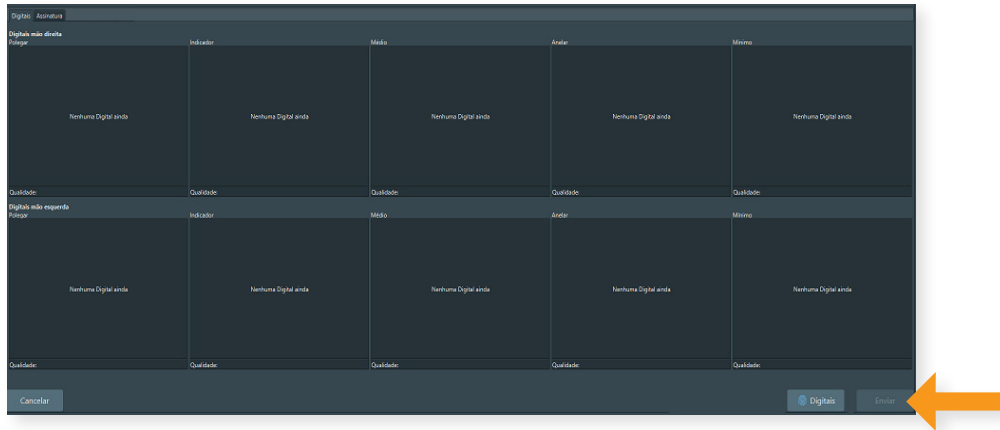 Digitais Assinatura
Digitais mão direita
Polegar Indicador Médio Anelar Mínimo
Nenhuma Digital ainda Nenhuma Digital ainda Nenhuma Digital ainda Nenhuma Digital ainda Nenhuma Digital ainda
Qualidade: Qualidade: Qualidade: Qualidade: Qualidade:
Digitais mão esquerda
Polegar Indicador Médio Anelar Mínimo
Nenhuma Digital ainda Nenhuma Digital ainda Nenhuma Digital ainda Nenhuma Digital ainda Nenhuma Digital ainda
Qualidade: Qualidade: Qualidade: Qualidade: Qualidade:
Cancelar Digitais Enviar